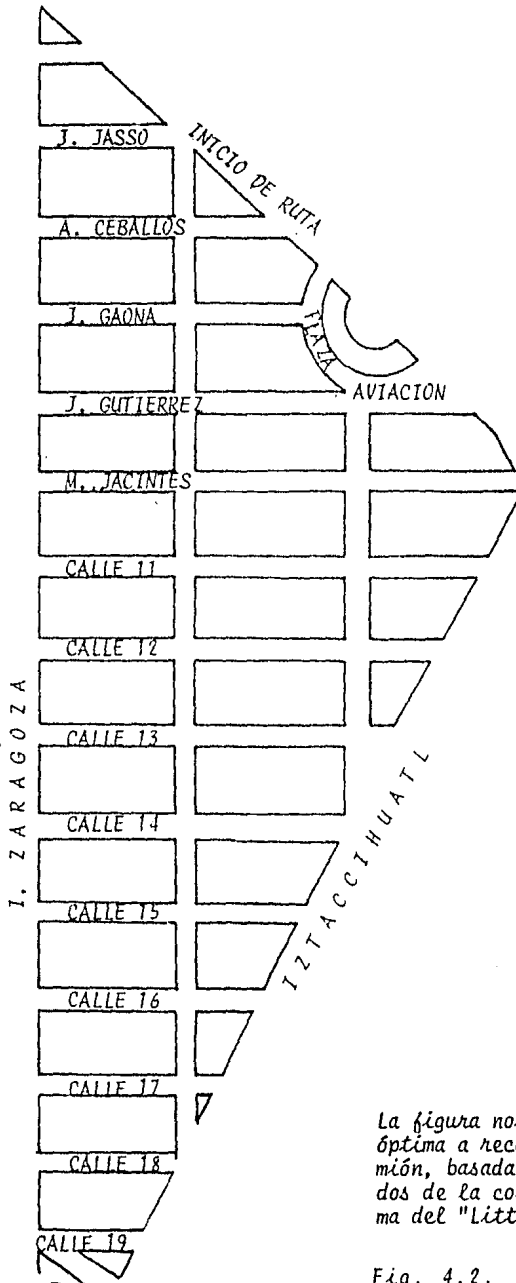 J. JASSO
INICIO DE RUTA
A. CEBALLOS
J. GAONA
PLAZA
AVIACION
J. GUTIERREZ
M. JACINTES
CALLE 11
CALLE 12
I. ZARAGOZA
CALLE 13
IZTACCIHUATL
CALLE 14
CALLE 15
CALLE 16
CALLE 17
CALLE 18
CALLE 19
La figura no
óptima a rec
mión, basada
dos de la co
ma del "Litt
Fig. 4.2.